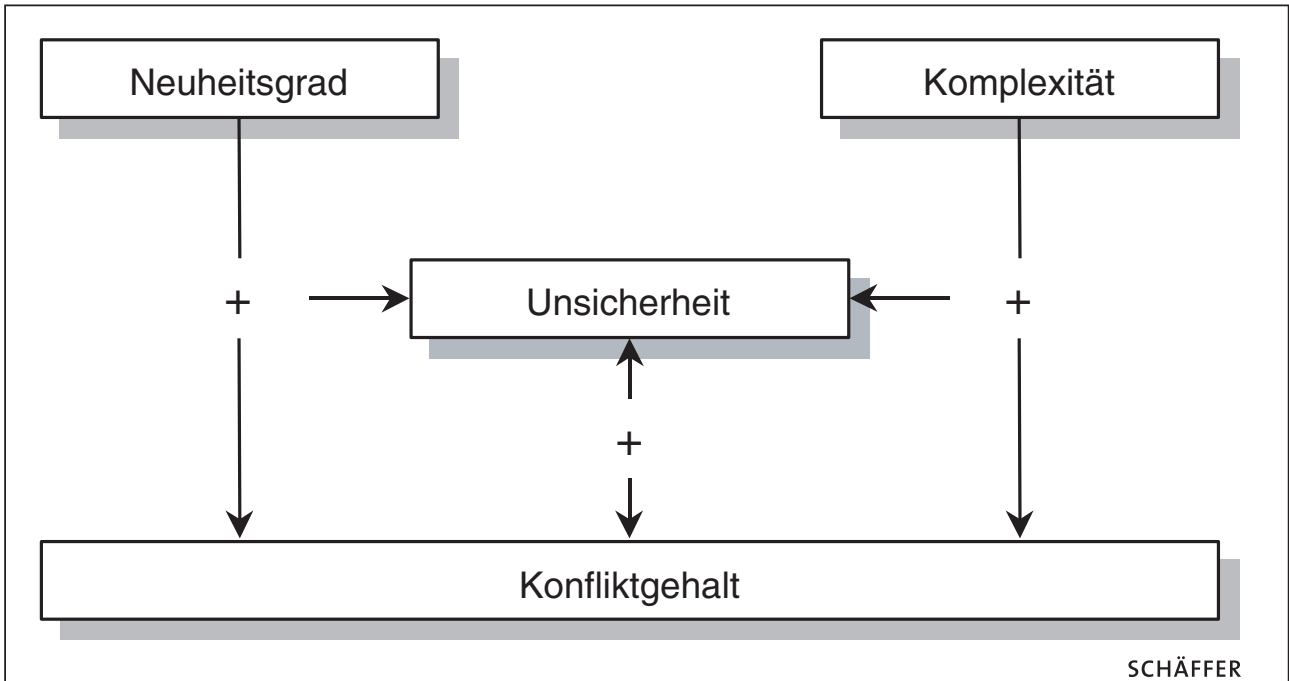 Neuheitsgrad
Komplexität
+
Unsicherheit
+
+
Konfliktgehalt
SCHÄFFER